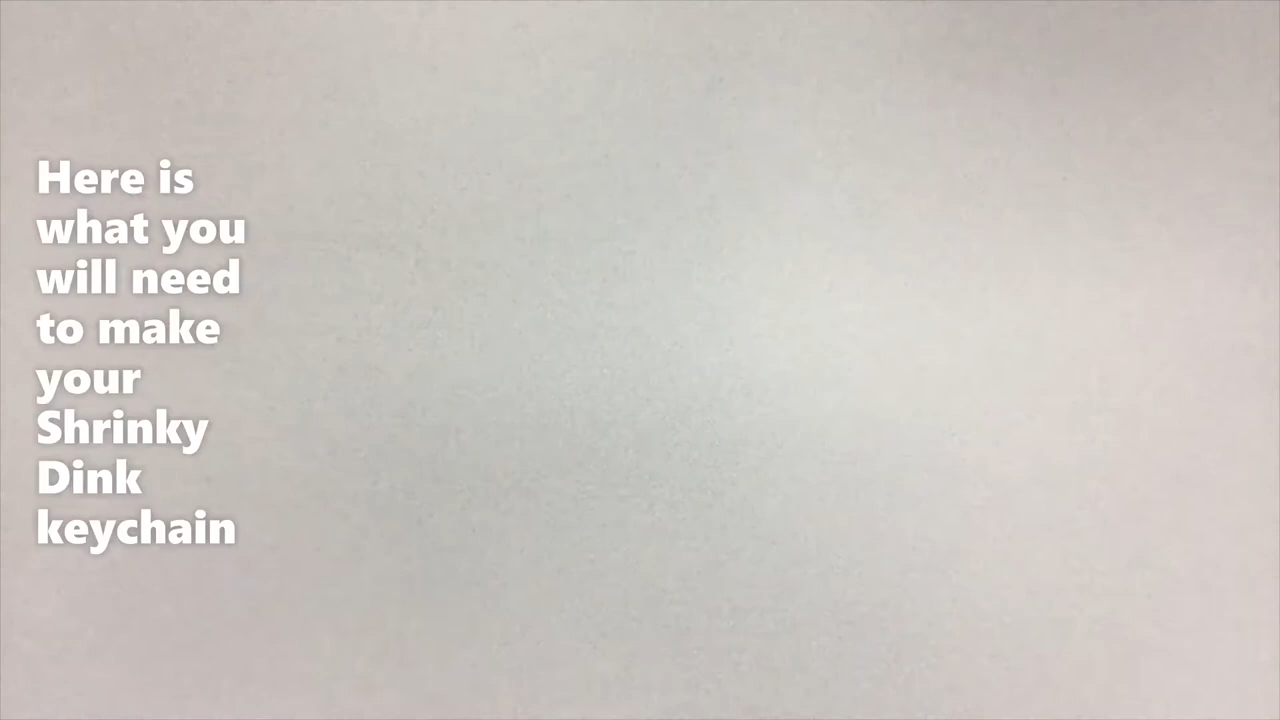 Here is
what you
will need
to make
your
Shrinky
Dink
keychain